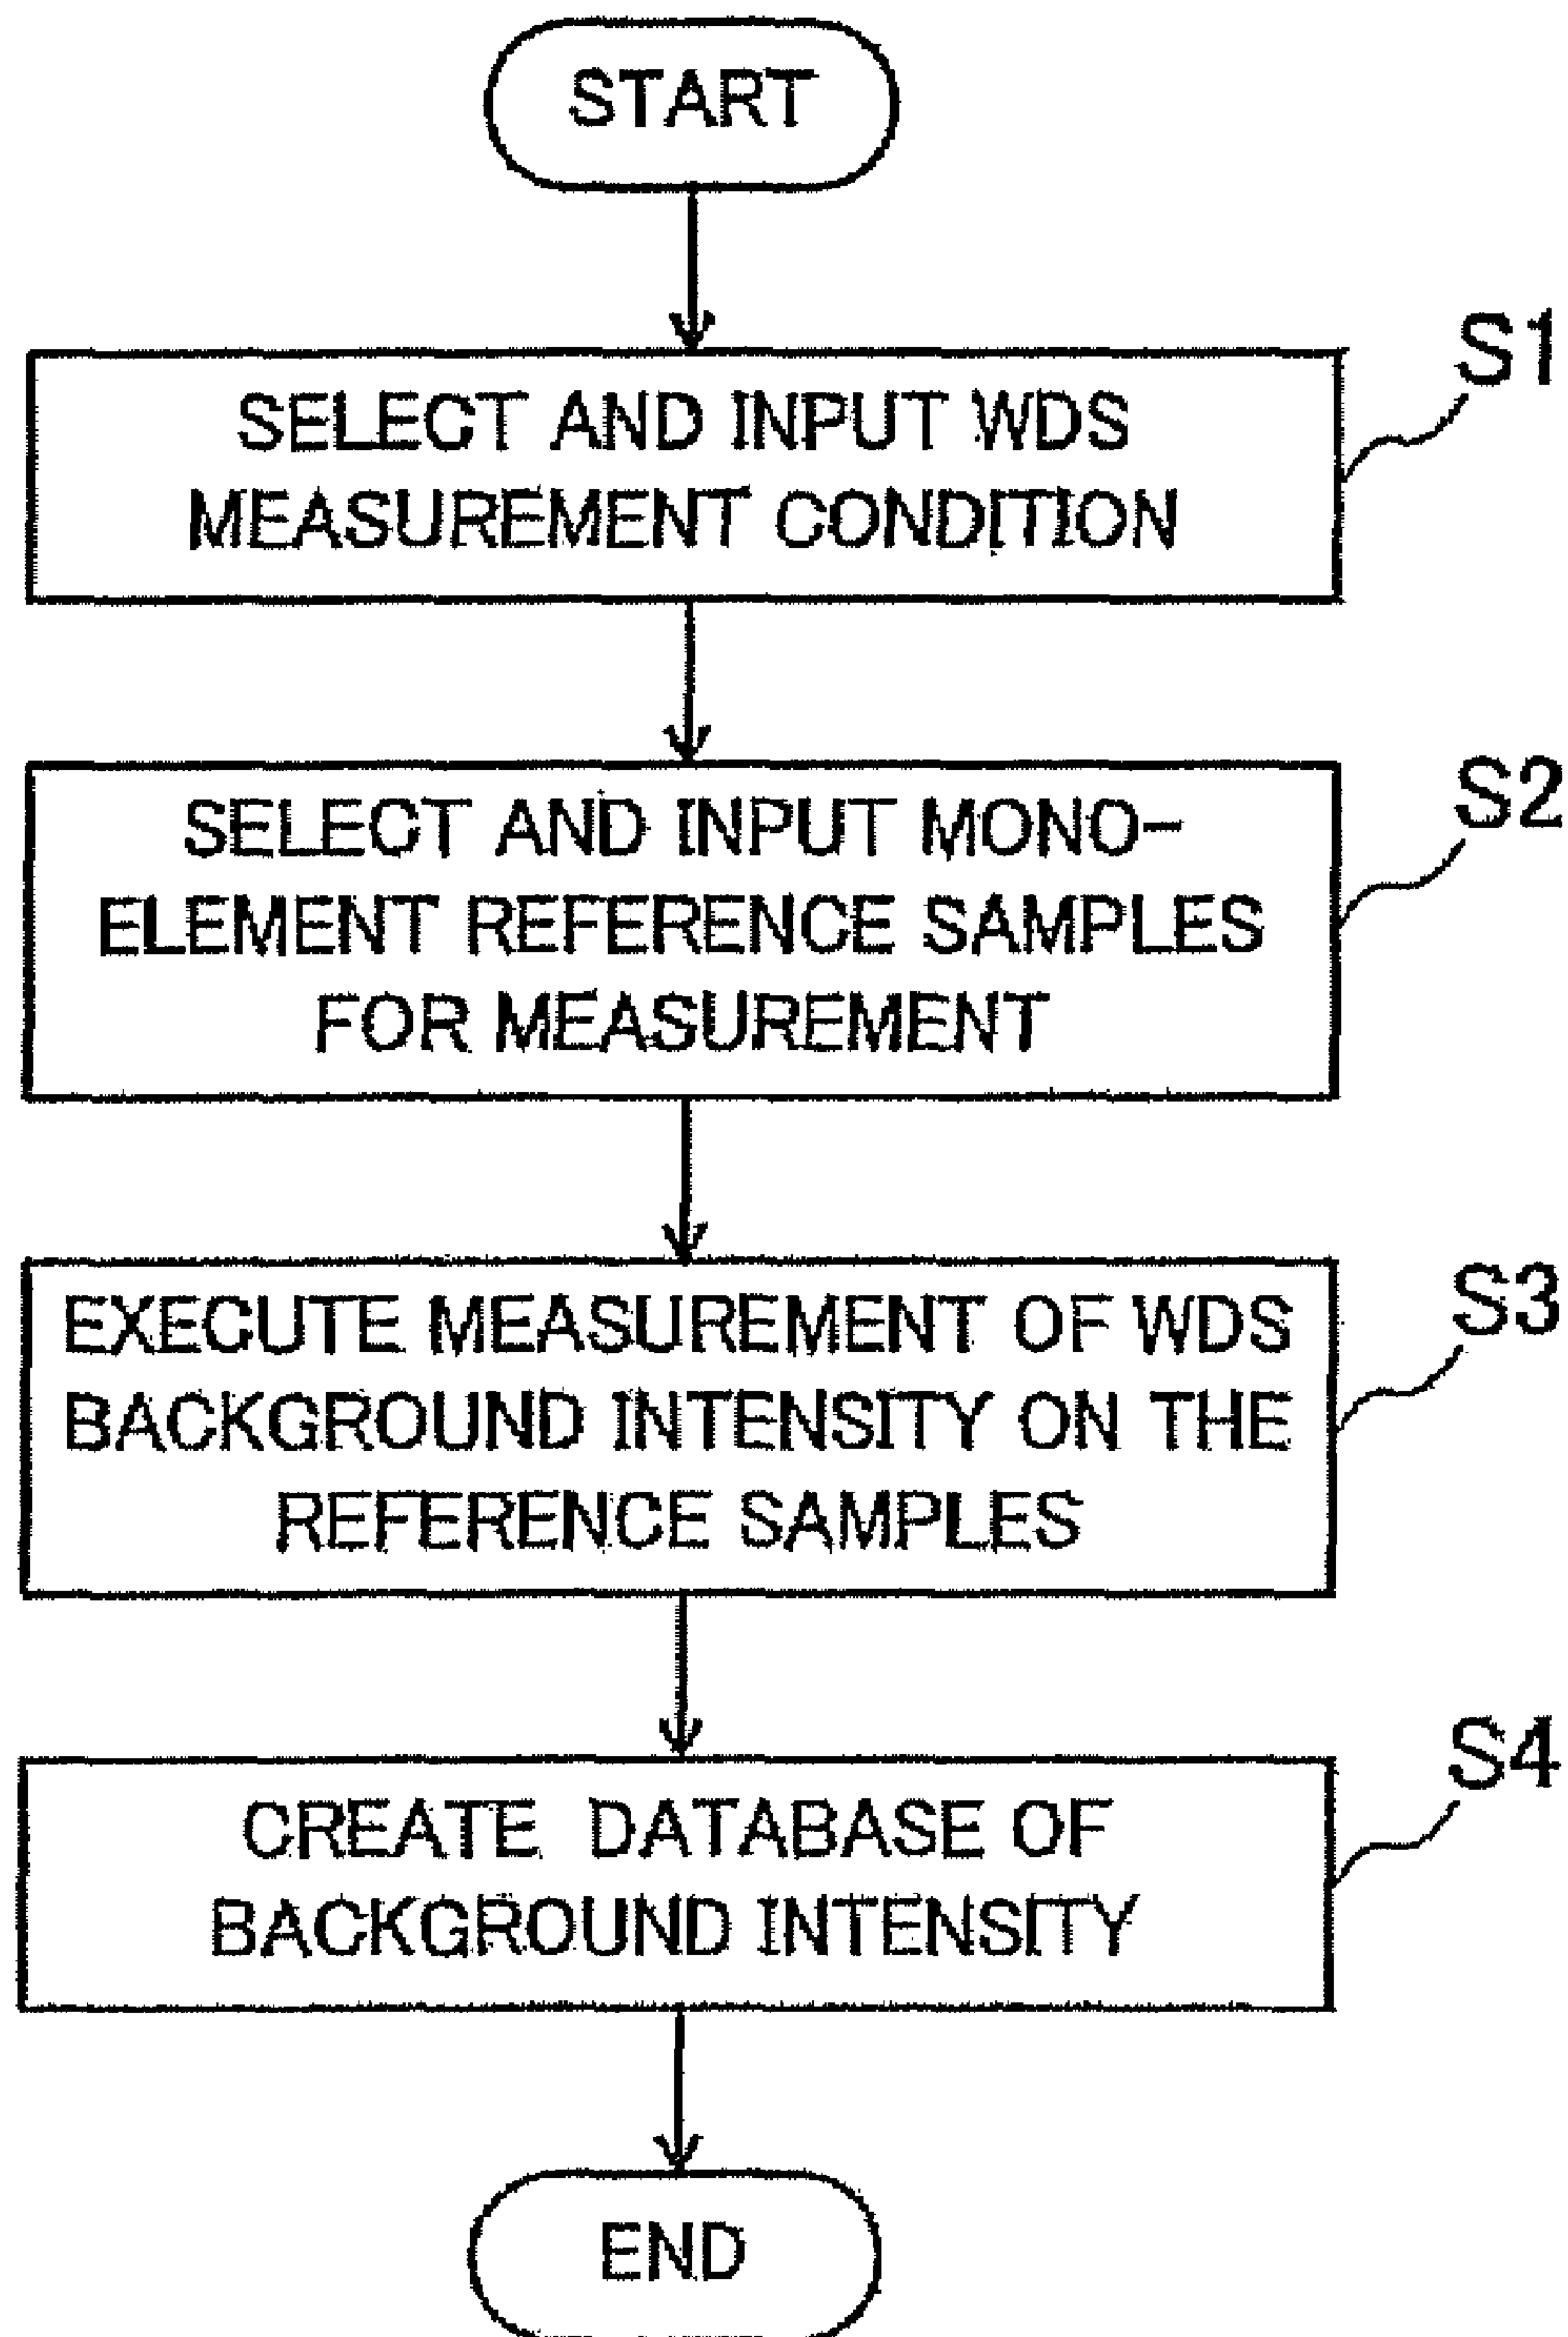 START
S1
SELECT AND INPUT WDS
MEASUREMENT CONDITION
S2
SELECT AND INPUT MONO-
ELEMENT REFERENCE SAMPLES
FOR MEASUREMENT
S3
EXECUTE MEASUREMENT OF WDS
BACKGROUND INTENSITY ON THE
REFERENCE SAMPLES
S4
CREATE DATABASE OF
BACKGROUND INTENSITY
END